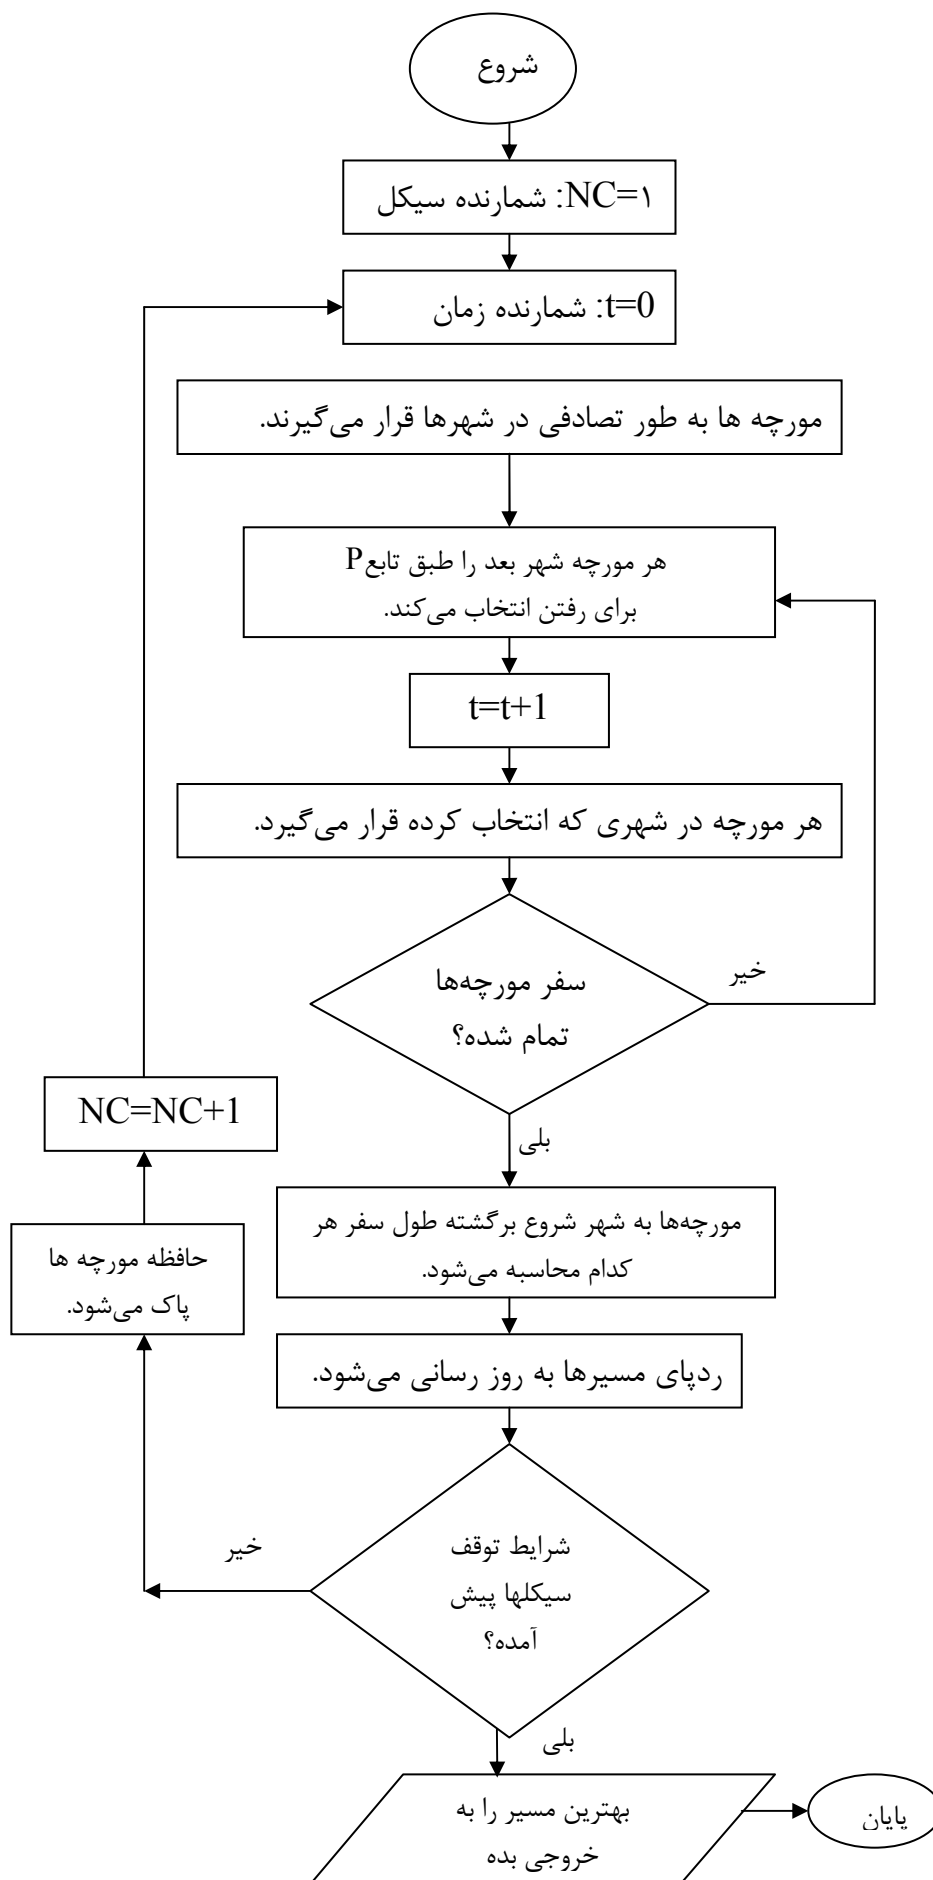 شروع
NC=۱: شمارنده سیکل
t=0: شمارنده زمان
مورچه ها به طور تصادفی در شهرها قرار می‌گیرند.
هر مورچه شهر بعد را طبق تابع P
برای رفتن انتخاب می‌کند.
t=t+1
هر مورچه در شهری که انتخاب کرده قرار می‌گیرد.
سفر مورچه‌ها
تمام شده؟
خیر
بلی
مورچه‌ها به شهر شروع برگشته طول سفر هر
کدام محاسبه می‌شود.
ردپای مسیرها به روز رسانی می‌شود.
شرایط توقف
سیکلها پیش
آمده؟
خیر
حافظه مورچه ها
پاک می‌شود.
NC=NC+1
بلی
بهترین مسیر را به
خروجی بده
پایان